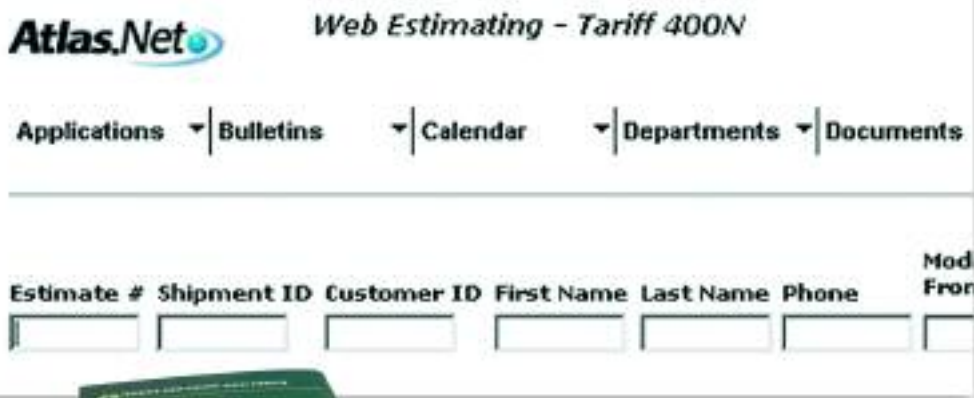 Atlas.Net
Web Estimating - Tariff 400N
Applications Bulletins Calendar Departments Documents
Estimate # Shipment ID Customer ID First Name Last Name Phone